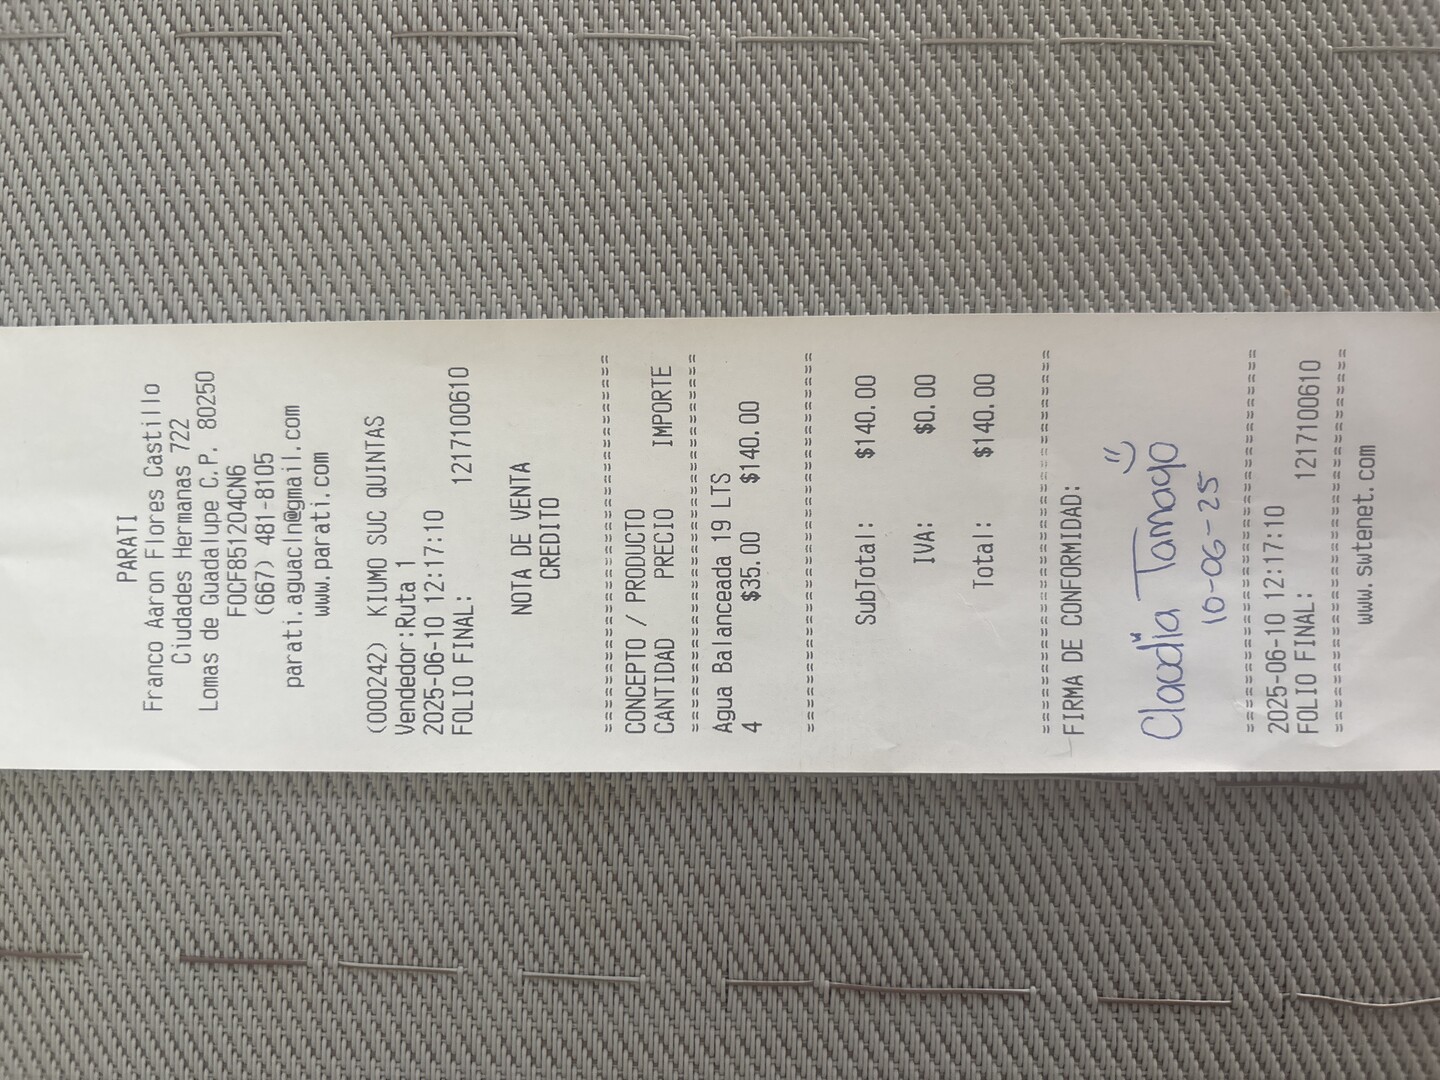 PARATI
Franco Aaron Flores Castillo
Ciudades Hermanas 722
Lomas de Guadalupe C.P. 80250
FOCF851204CN6
(667) 481-8105
parati.aguacln@gmail.com
www.parati.com
(000242) KIUMO SUC QUINTAS
Vendedor:Ruta 1
2025-06-10 12:17:10
FOLIO FINAL: 1217100610
NOTA DE VENTA
CREDITO
================================
CONCEPTO / PRODUCTO
CANTIDAD PRECIO IMPORTE
================================
Agua Balanceada 19 LTS
4 $35.00 $140.00
================================
SubTotal: $140.00
IVA: $0.00
Total: $140.00
================================
FIRMA DE CONFORMIDAD:
Claudia Tamayo
10-06-25
================================
2025-06-10 12:17:10
FOLIO FINAL: 1217100610
================================
www.swtenet.com